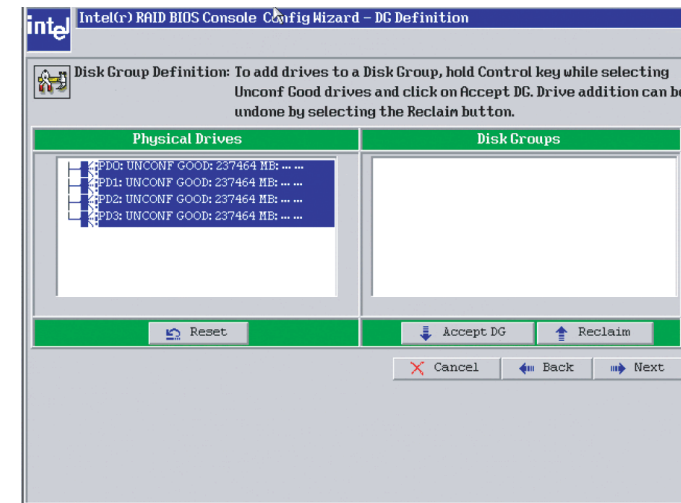 intel
Intel(r) RAID BIOS Console Config Wizard – DG Definition
Disk Group Definition: To add drives to a Disk Group, hold Control key while selecting
Unconf Good drives and click on Accept DG. Drive addition can be
undone by selecting the Reclaim button.
Physical Drives
Disk Groups
PD0: UNCONF GOOD: 237464 MB: --- ---
PD1: UNCONF GOOD: 237464 MB: --- ---
PD2: UNCONF GOOD: 237464 MB: --- ---
PD3: UNCONF GOOD: 237464 MB: --- ---
Reset
Accept DG
Reclaim
Cancel
Back
Next